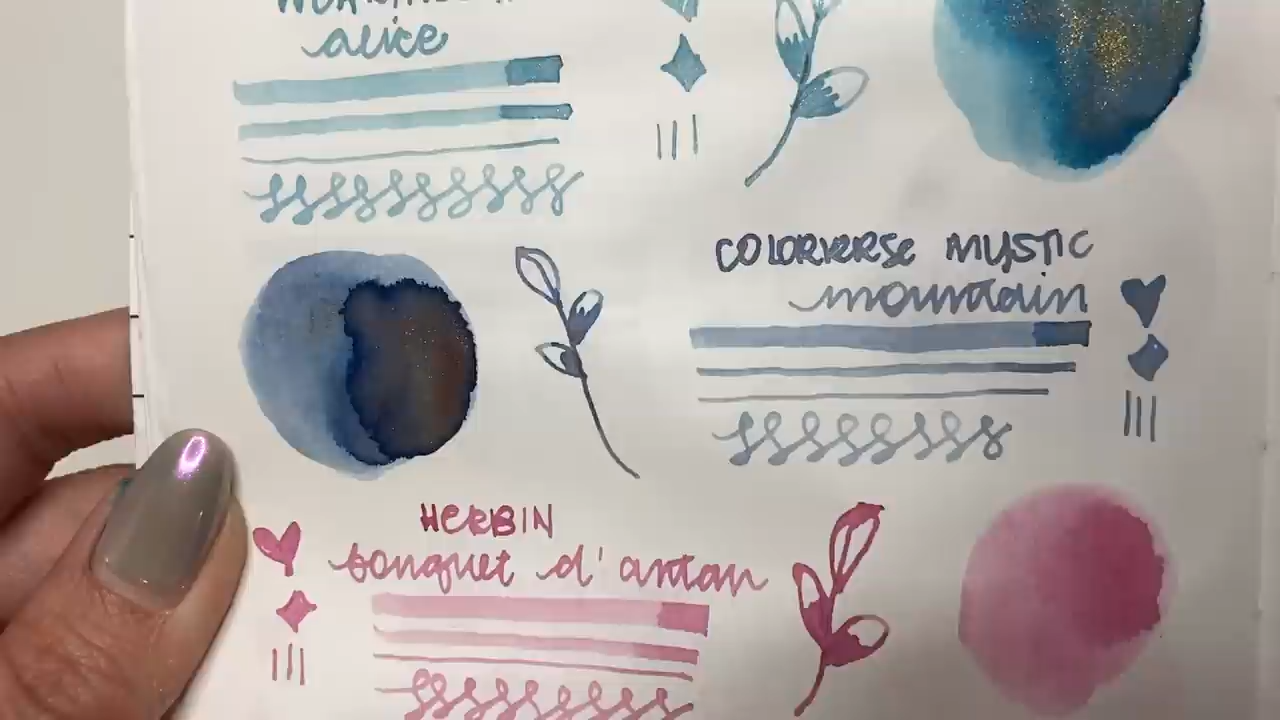 alice
COLORVERSE MYSTIC
mountain
HERBIN
bouquet d'antan